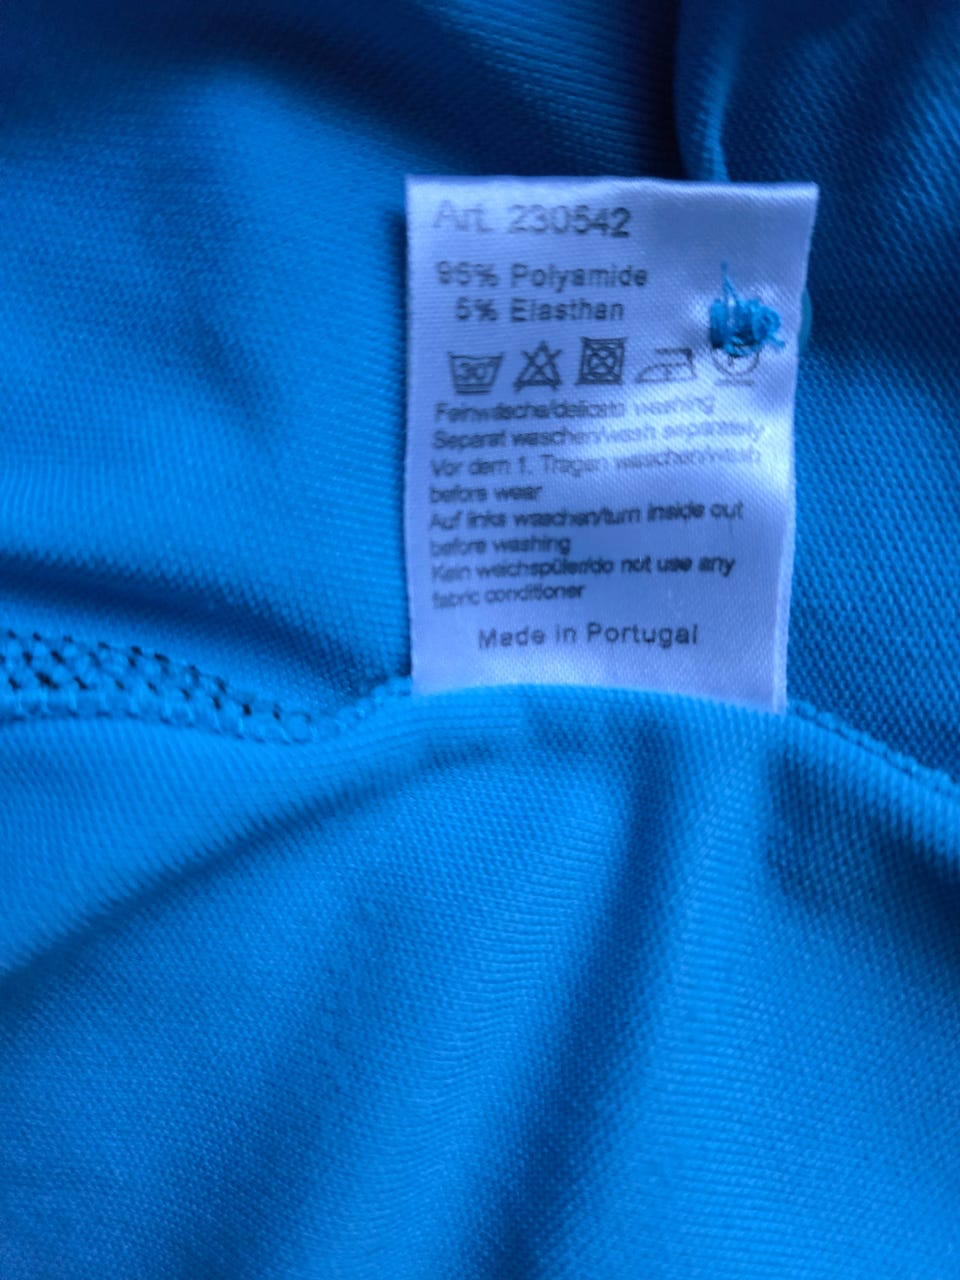 Art. 230542
95% Polyamide
5% Elasthan
30°
Feinwäsche/delicate washing
Separat waschen/wash separately
Vor dem 1. Tragen waschen/wash
before wear
Auf links waschen/turn inside out
before washing
Kein weichspüler/do not use any
fabric conditioner
Made in Portugal